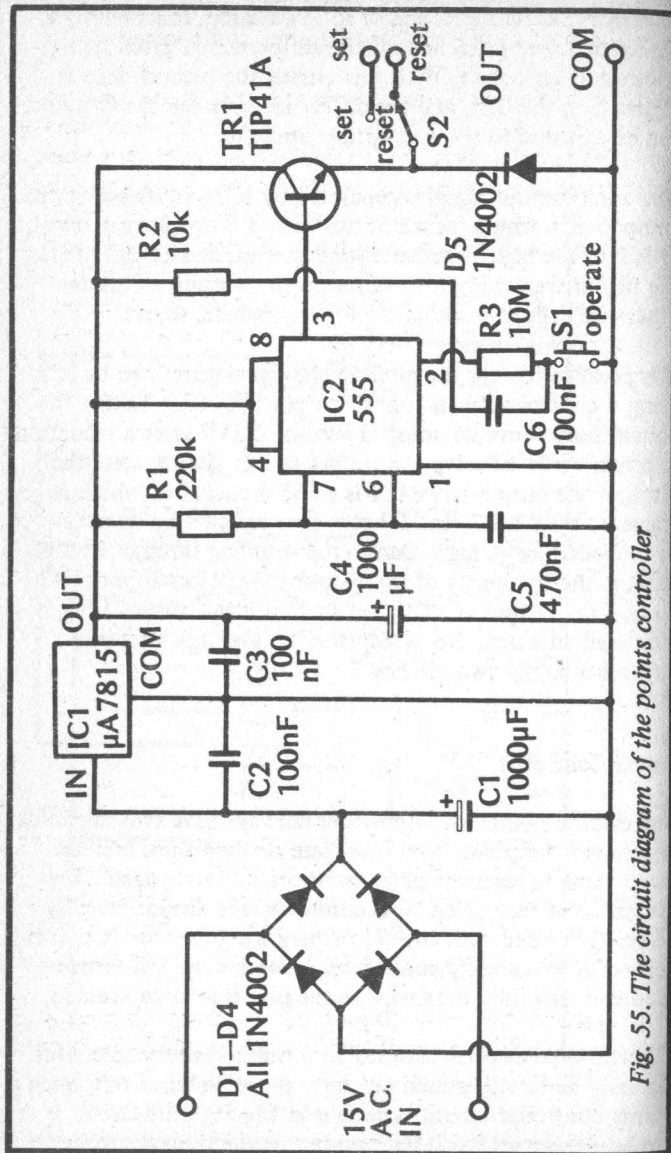 D1–D4
All 1N4002
15V
A.C.
IN
IN
IC1
µA7815
OUT
COM
C2
100nF
C1
1000µF
+
C3
100
nF
C4
1000
µF
+
R
220k
4
8
7
6
IC2
555
3
2
1
C5
470nF
R2
10k
TR1
TIP41A
C6
100nF
R3
10M
S1
operate
D5
1N4002
set
reset
S2
set
reset
OUT
COM
Fig. 55. The circuit diagram of the points controller